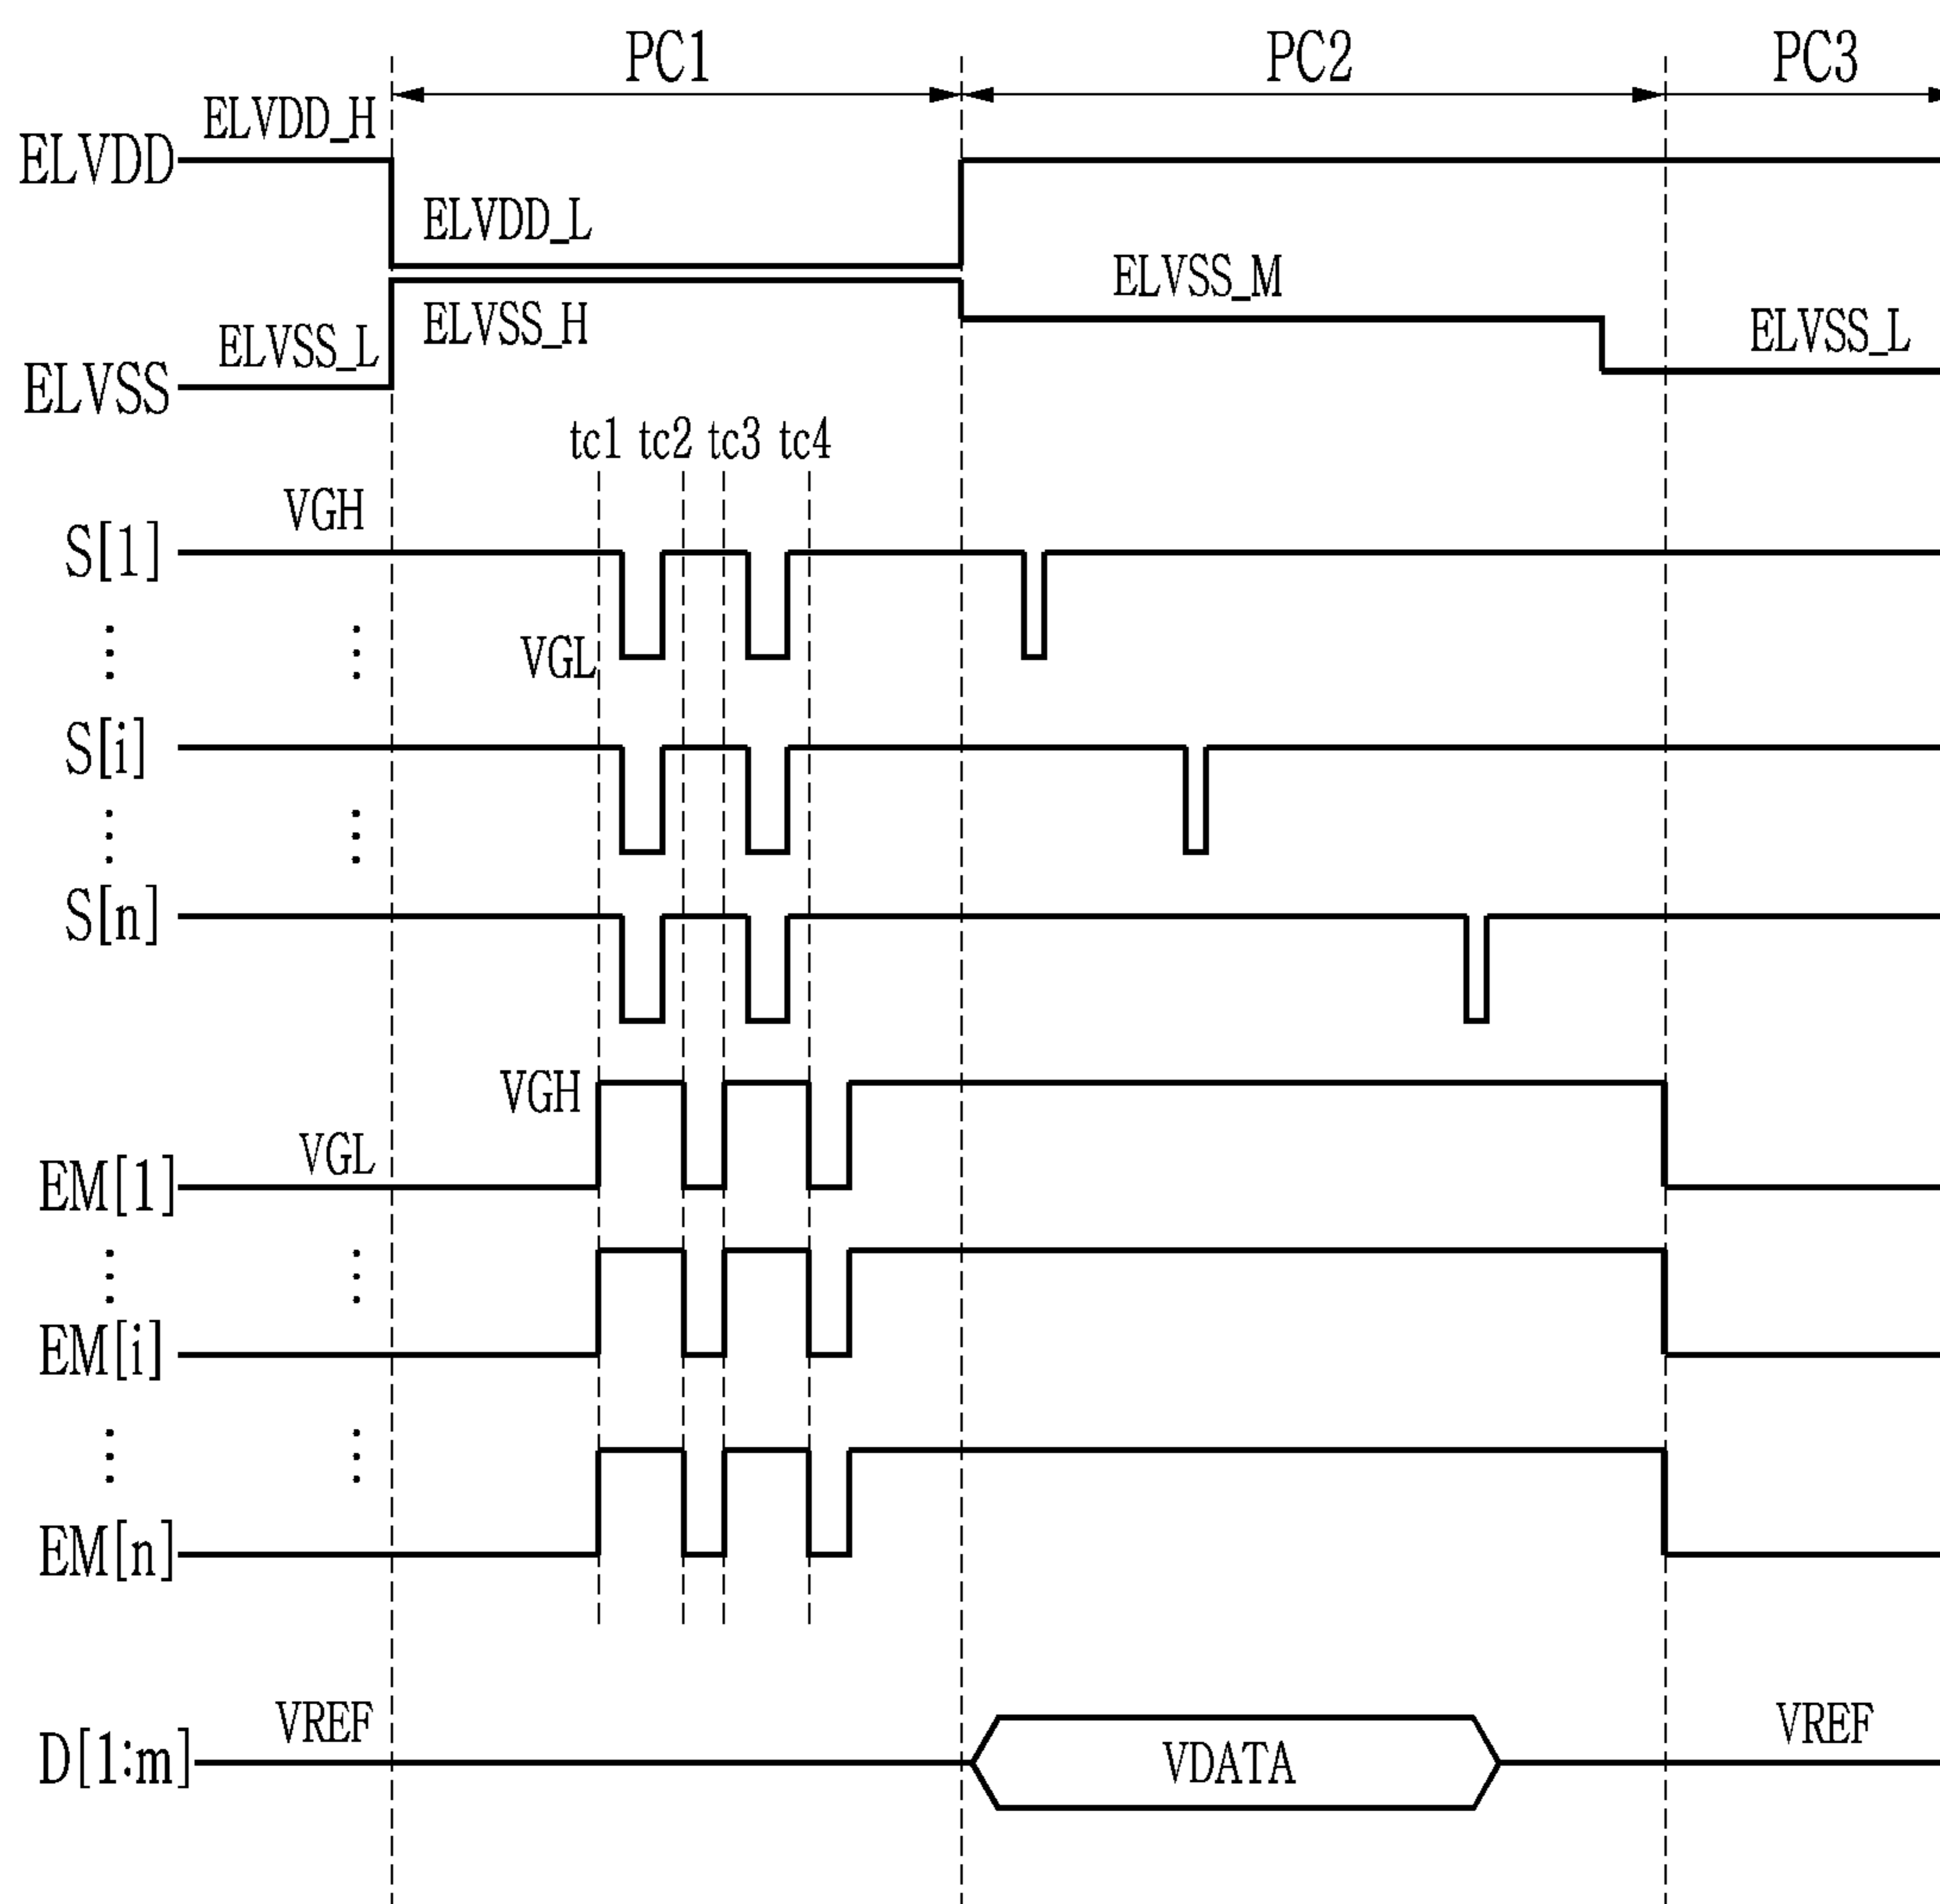 PC1 PC2 PC3
ELVDD_H
ELVDD
ELVDD_L
ELVSS_M
ELVSS_H
ELVSS_L
ELVSS_L
ELVSS
tc1 tc2 tc3 tc4
VGH
S[1]
VGL
S[i]
S[n]
VGH
VGL
EM[1]
EM[i]
EM[n]
VREF
VREF
D[1:m]
VDATA